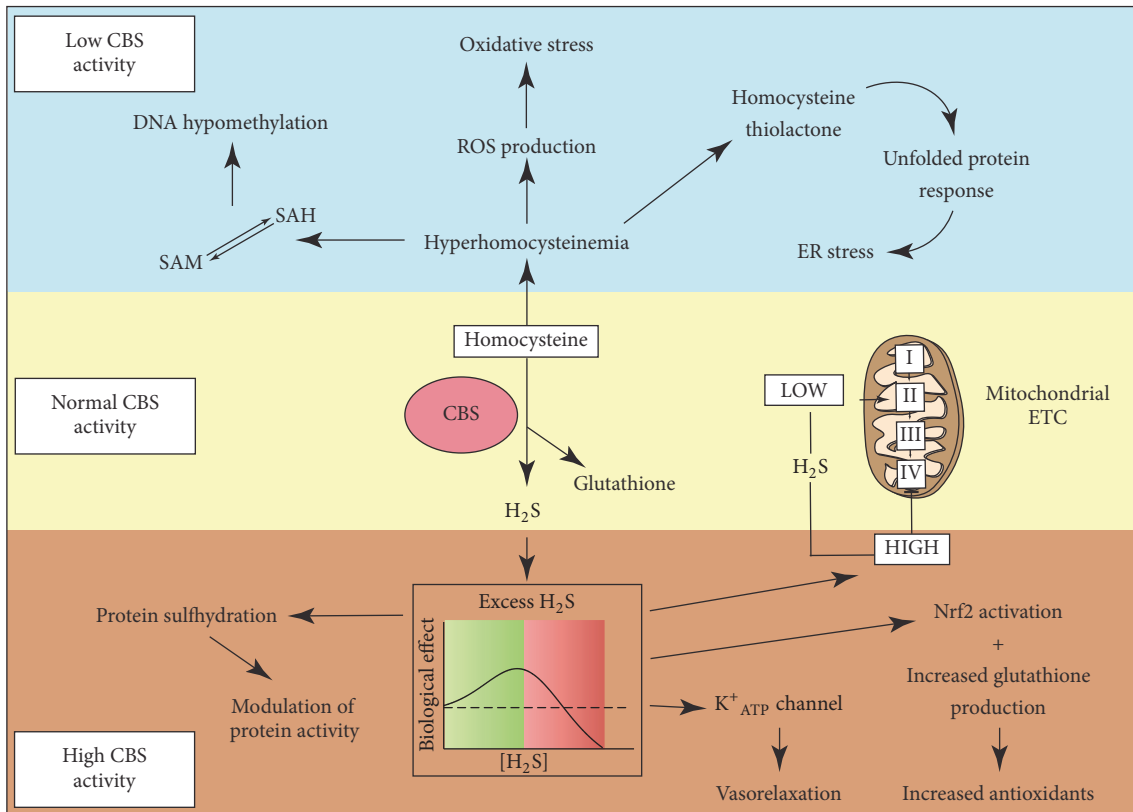 Low CBS
activity
Oxidative stress
DNA hypomethylation
ROS production
Homocysteine
thiolactone
Unfolded protein
response
SAH
SAM
Hyperhomocysteinemia
ER stress
Normal CBS
activity
Homocysteine
CBS
Glutathione
H₂S
LOW
H₂S
HIGH
I
II
III
IV
Mitochondrial
ETC
High CBS
activity
Protein sulfhydration
Modulation of
protein activity
Excess H₂S
Biological effect
[H₂S]
K⁺ATP channel
Vasorelaxation
Nrf2 activation
+
Increased glutathione
production
Increased antioxidants